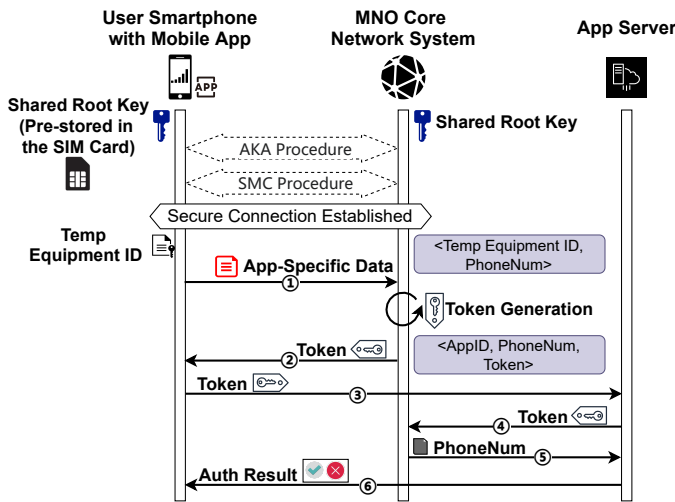 User Smartphone
with Mobile App
MNO Core
Network System
App Server
APP
Shared Root Key
(Pre-stored in
the SIM Card)
Shared Root Key
AKA Procedure
SMC Procedure
Secure Connection Established
Temp
Equipment ID
<Temp Equipment ID,
PhoneNum>
App-Specific Data
1
Token Generation
<AppID, PhoneNum,
Token>
Token
2
Token
3
Token
4
PhoneNum
5
Auth Result
6